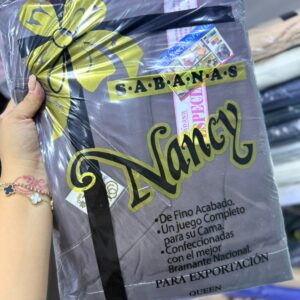 S·A·B·A·N·A·S
ESPECIAL
Nancy
•De Fino Acabado.
•Un Juego Completo
para su Cama.
•Confeccionadas
con el mejor
Bramante Nacional.
PARA EXPORTACIÓN
QUEEN